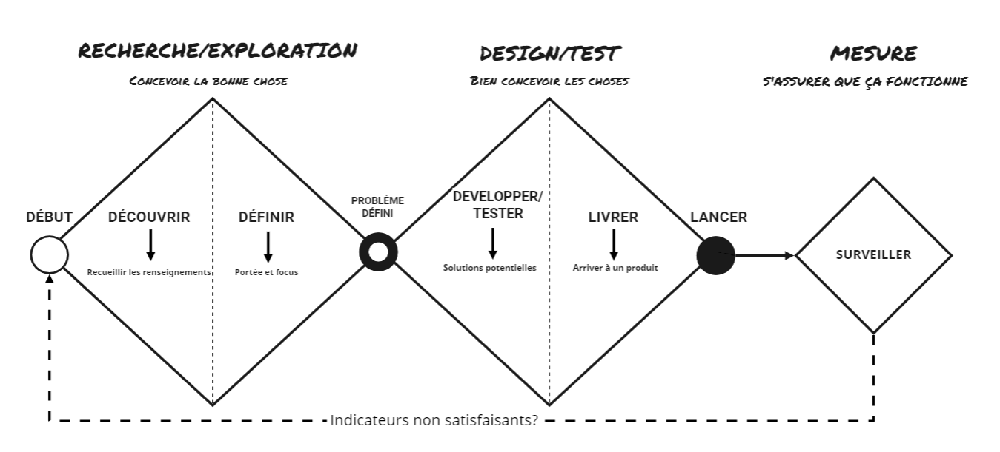 RECHERCHE/EXPLORATION
CONCEVOIR LA BONNE CHOSE
DESIGN/TEST
BIEN CONCEVOIR LES CHOSES
MESURE
S'ASSURER QUE ÇA FONCTIONNE
DÉBUT
DÉCOUVRIR
Recueillir les renseignements
DÉFINIR
Portée et focus
PROBLÈME
DÉFINI
DEVELOPPER/
TESTER
Solutions potentielles
LIVRER
Arriver à un produit
LANCER
SURVEILLER
Indicateurs non satisfaisants?